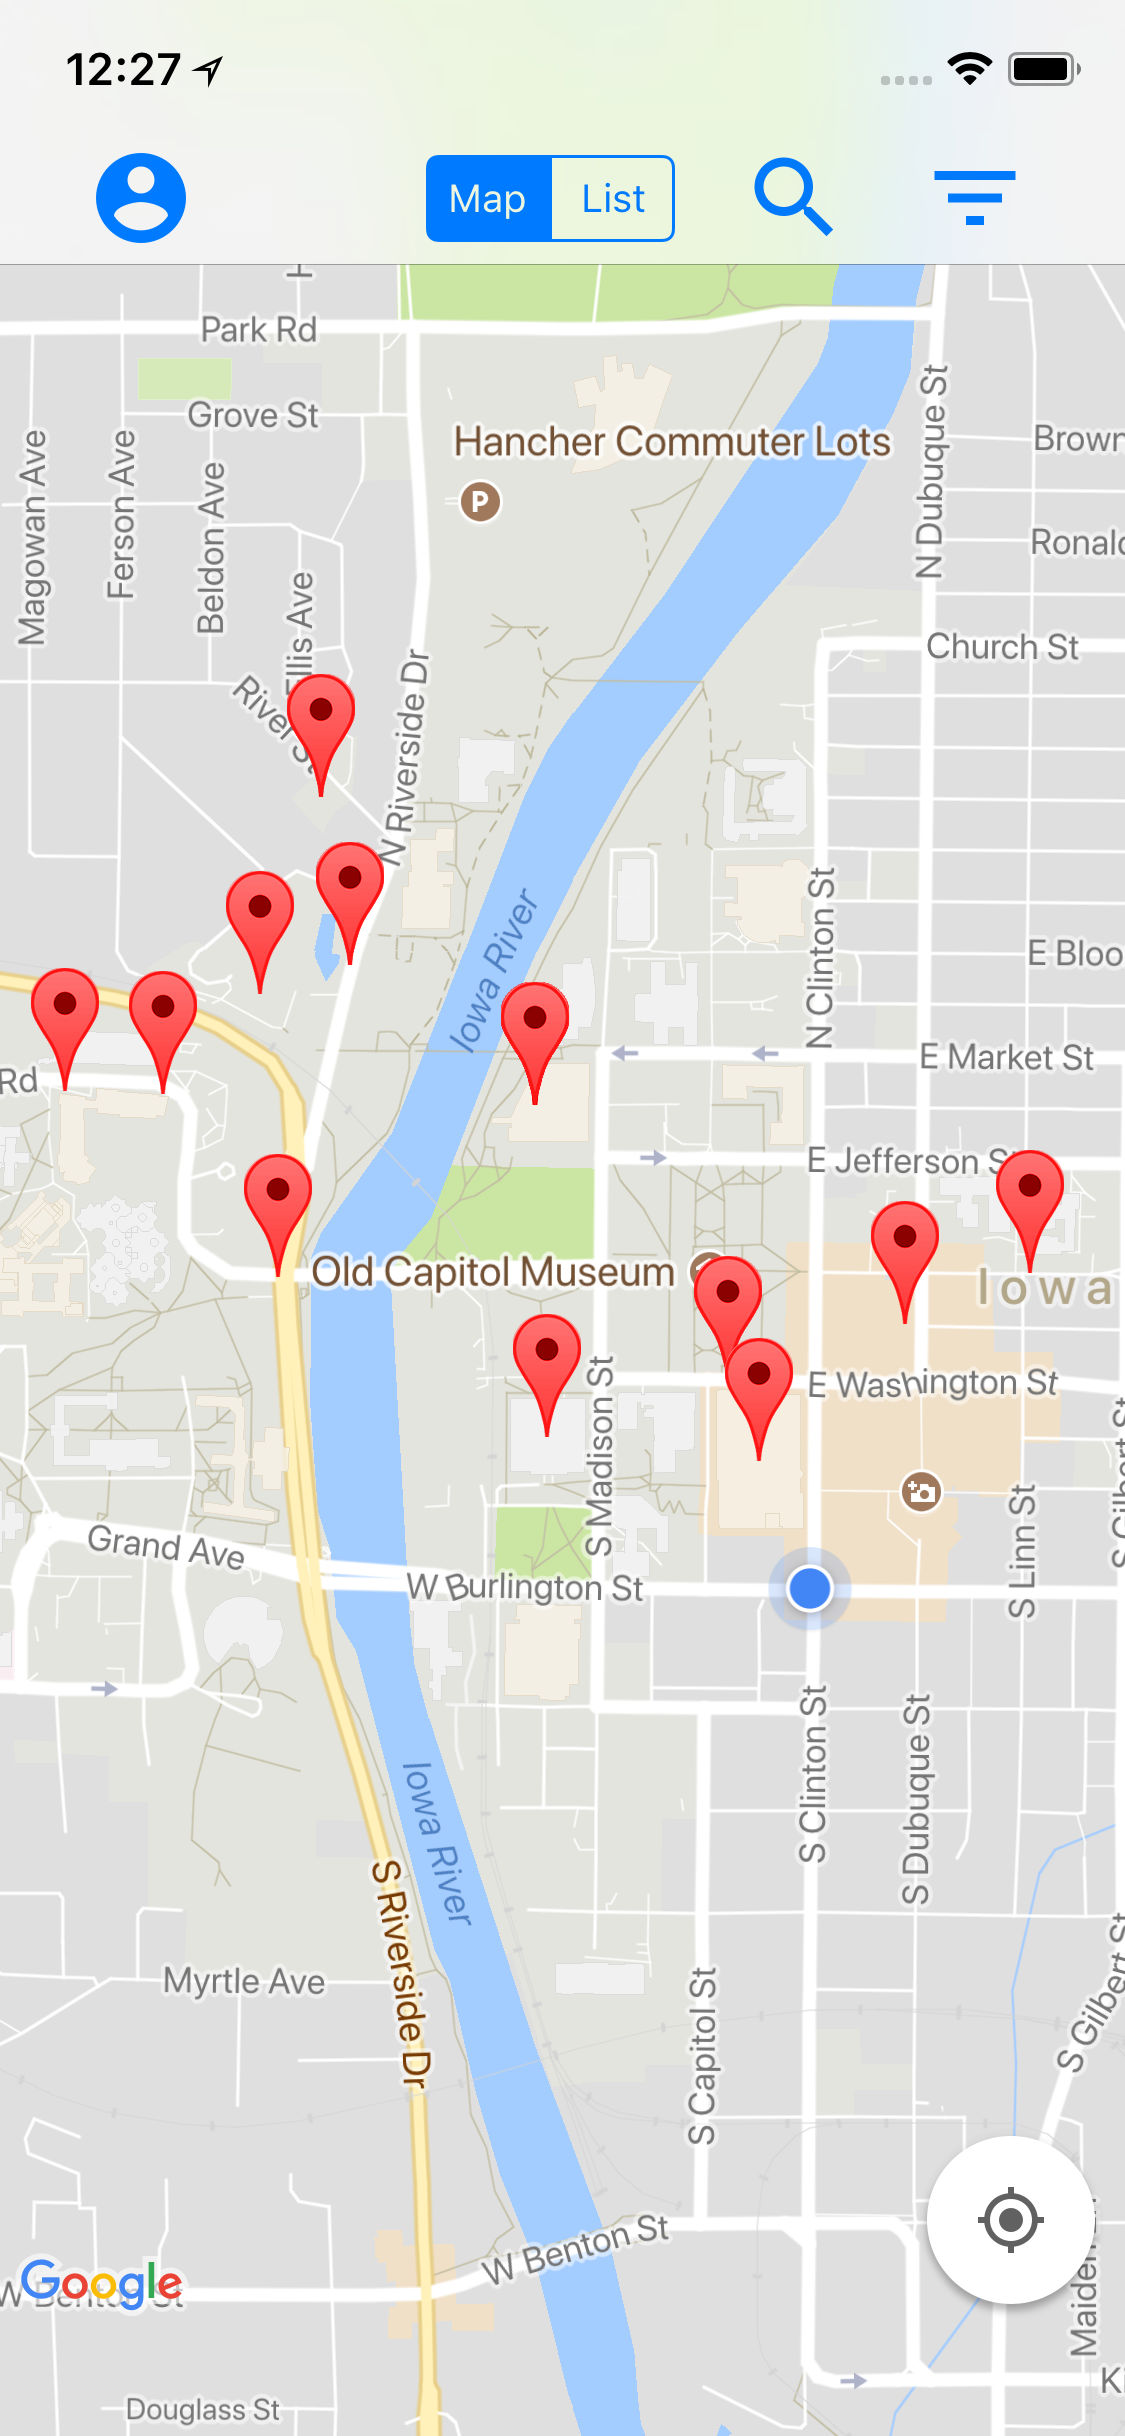 12:27
Map List
H
Park Rd
Grove St
Hancher Commuter Lots
P
Brown
Ronald
Magowan Ave
Ferson Ave
Beldon Ave
Ellis Ave
N Dubuque St
Church St
River St
N Riverside Dr
Iowa River
N Clinton St
E Bloo
E Market St
Rd
E Jefferson St
Old Capitol Museum
Iowa
E Washington St
S Madison St
S Gilbert St
S Linn St
Grand Ave
W Burlington St
S Clinton St
S Dubuque St
Iowa River
S Riverside Dr
Myrtle Ave
S Capitol St
S Gilbert St
W Benton St
Google
W Benton St
Maiden Ln
Ki
Douglass St